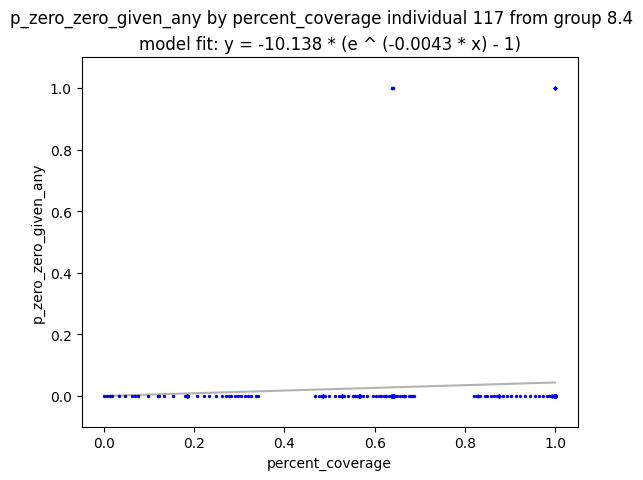 p_zero_zero_given_any by percent_coverage individual 117 from group 8.4
model fit: y = -10.138 * (e ^ (-0.0043 * x) - 1)
1.0
0.8
0.6
0.4
0.2
0.0
p_zero_zero_given_any
0.0 0.2 0.4 0.6 0.8 1.0
percent_coverage